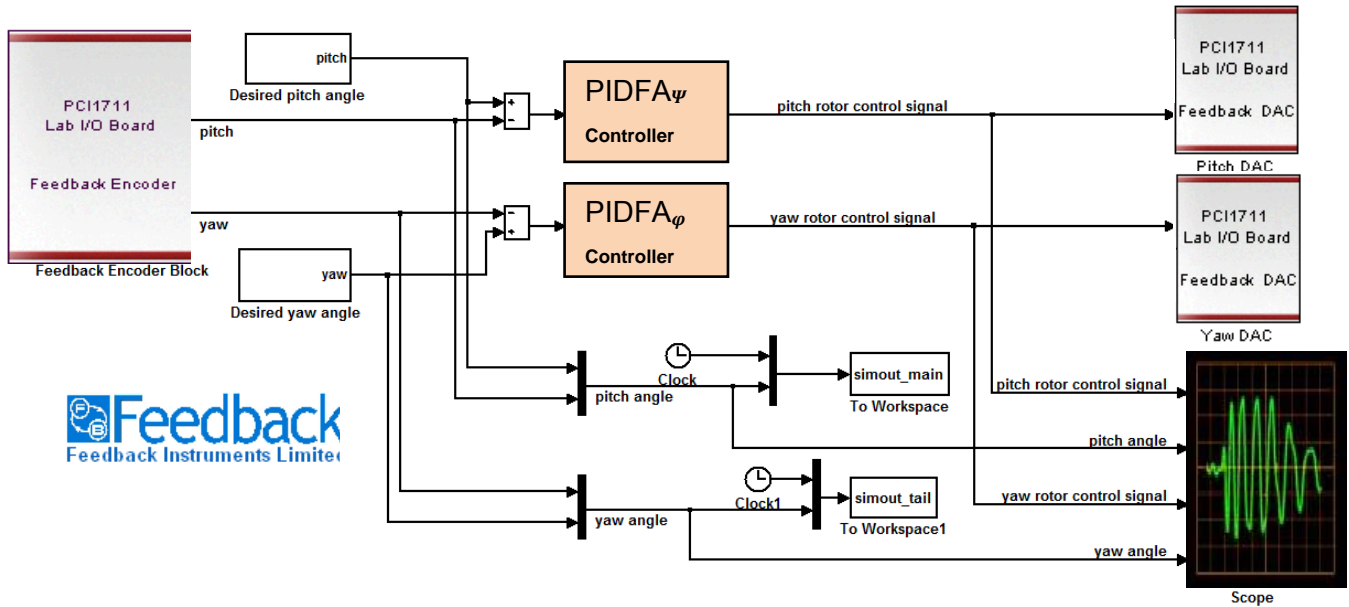 PCI1711
Lab I/O Board
Feedback Encoder
Feedback Encoder Block
pitch
yaw
pitch
Desired pitch angle
yaw
Desired yaw angle
+
-
-
+
PIDFAΨ
Controller
PIDFAφ
Controller
pitch rotor control signal
yaw rotor control signal
PCI1711
Lab I/O Board
Feedback DAC
Pitch DAC
PCI1711
Lab I/O Board
Feedback DAC
Yaw DAC
Clock
pitch angle
simout_main
To Workspace
Clock1
yaw angle
simout_tail
To Workspace1
pitch rotor control signal
pitch angle
yaw rotor control signal
yaw angle
Scope
F
B
Feedback
Feedback Instruments Limite